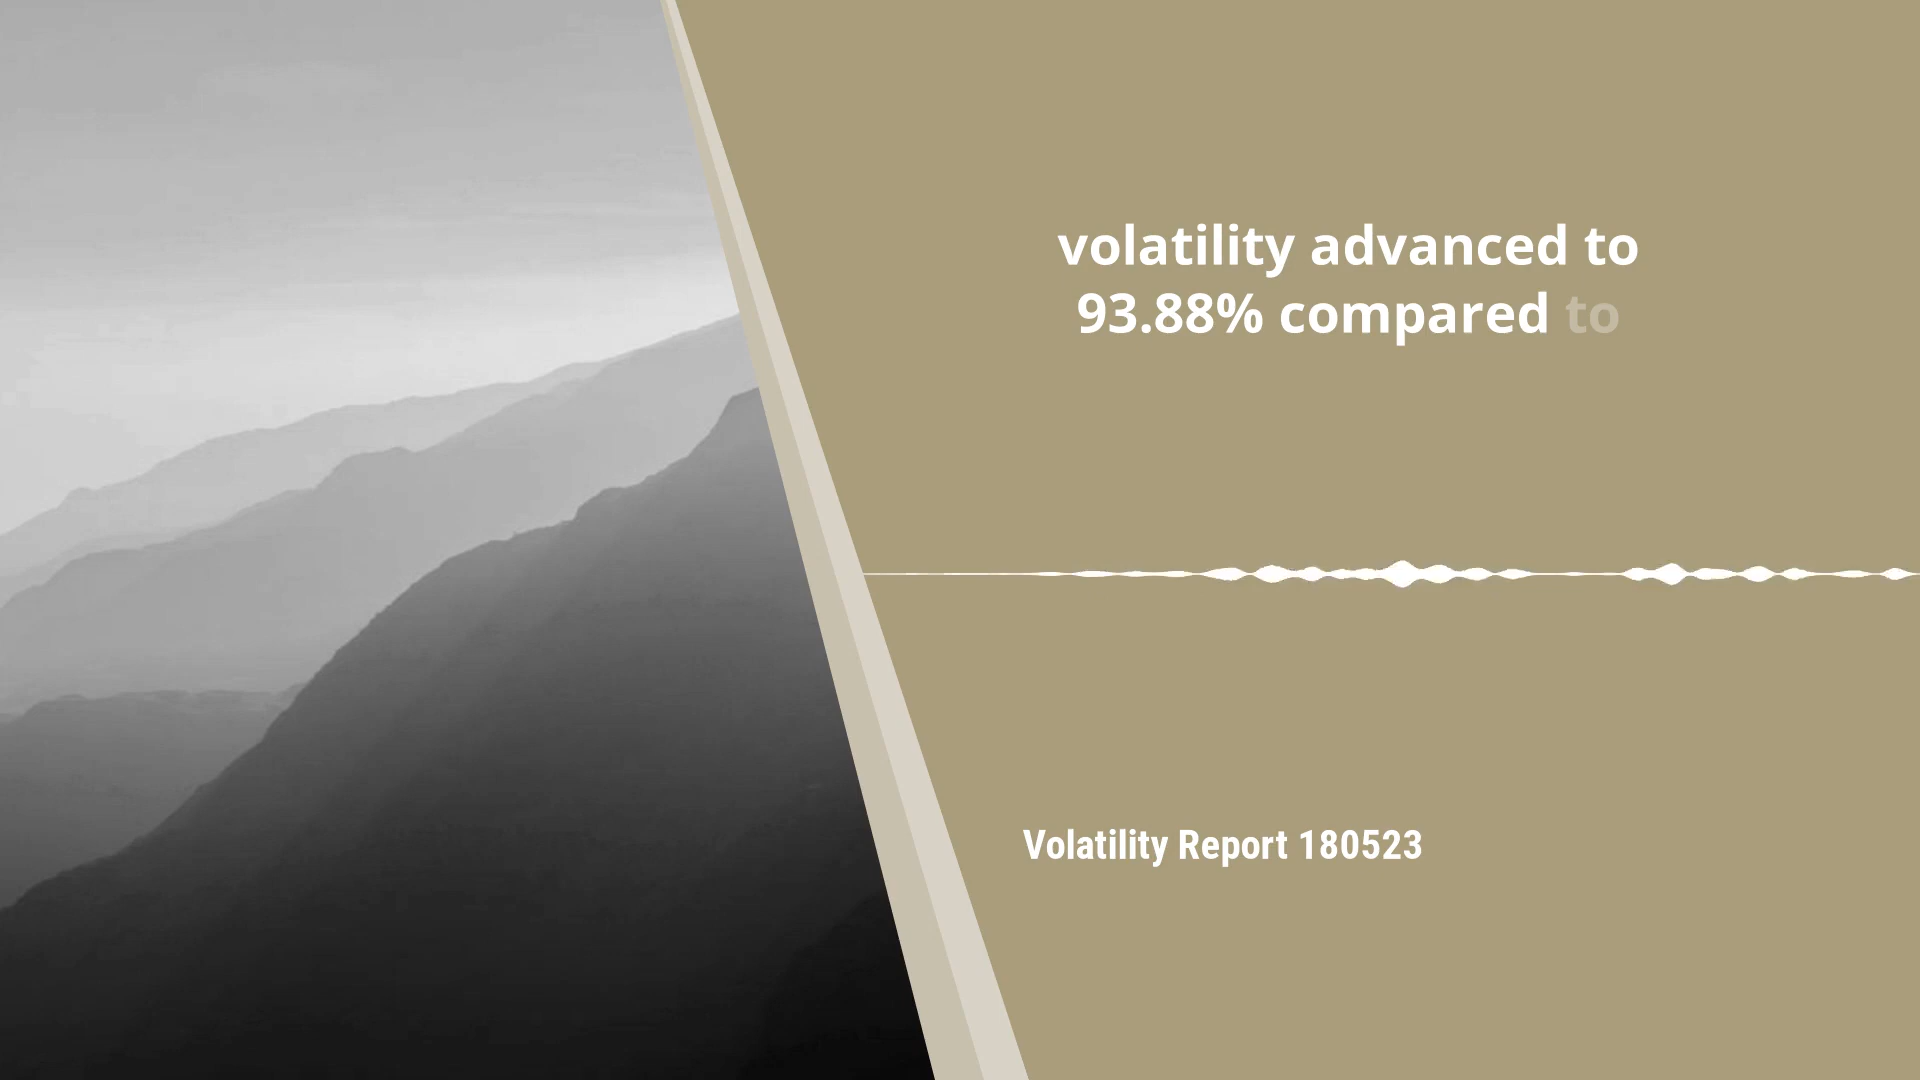 volatility advanced to
93.88% compared to
Volatility Report 180523